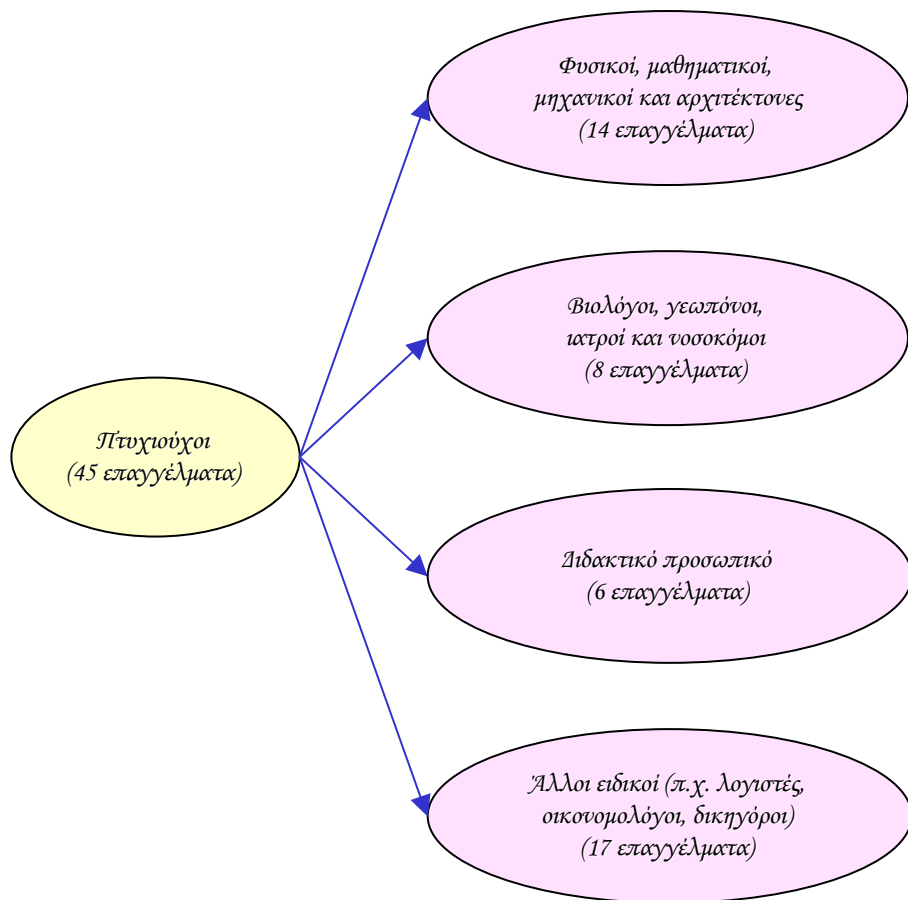 Φυσικοί, μαθηματικοί,
μηχανικοί και αρχιτέκτονες
(14 επαγγέλματα)
Βιολόγοι, γεωπόνοι,
ιατροί και νοσοκόμοι
(8 επαγγέλματα)
Πτυχιούχοι
(45 επαγγέλματα)
Διδακτικό προσωπικό
(6 επαγγέλματα)
Άλλοι ειδικοί (π.χ. λογιστές,
οικονομολόγοι, δικηγόροι)
(17 επαγγέλματα)